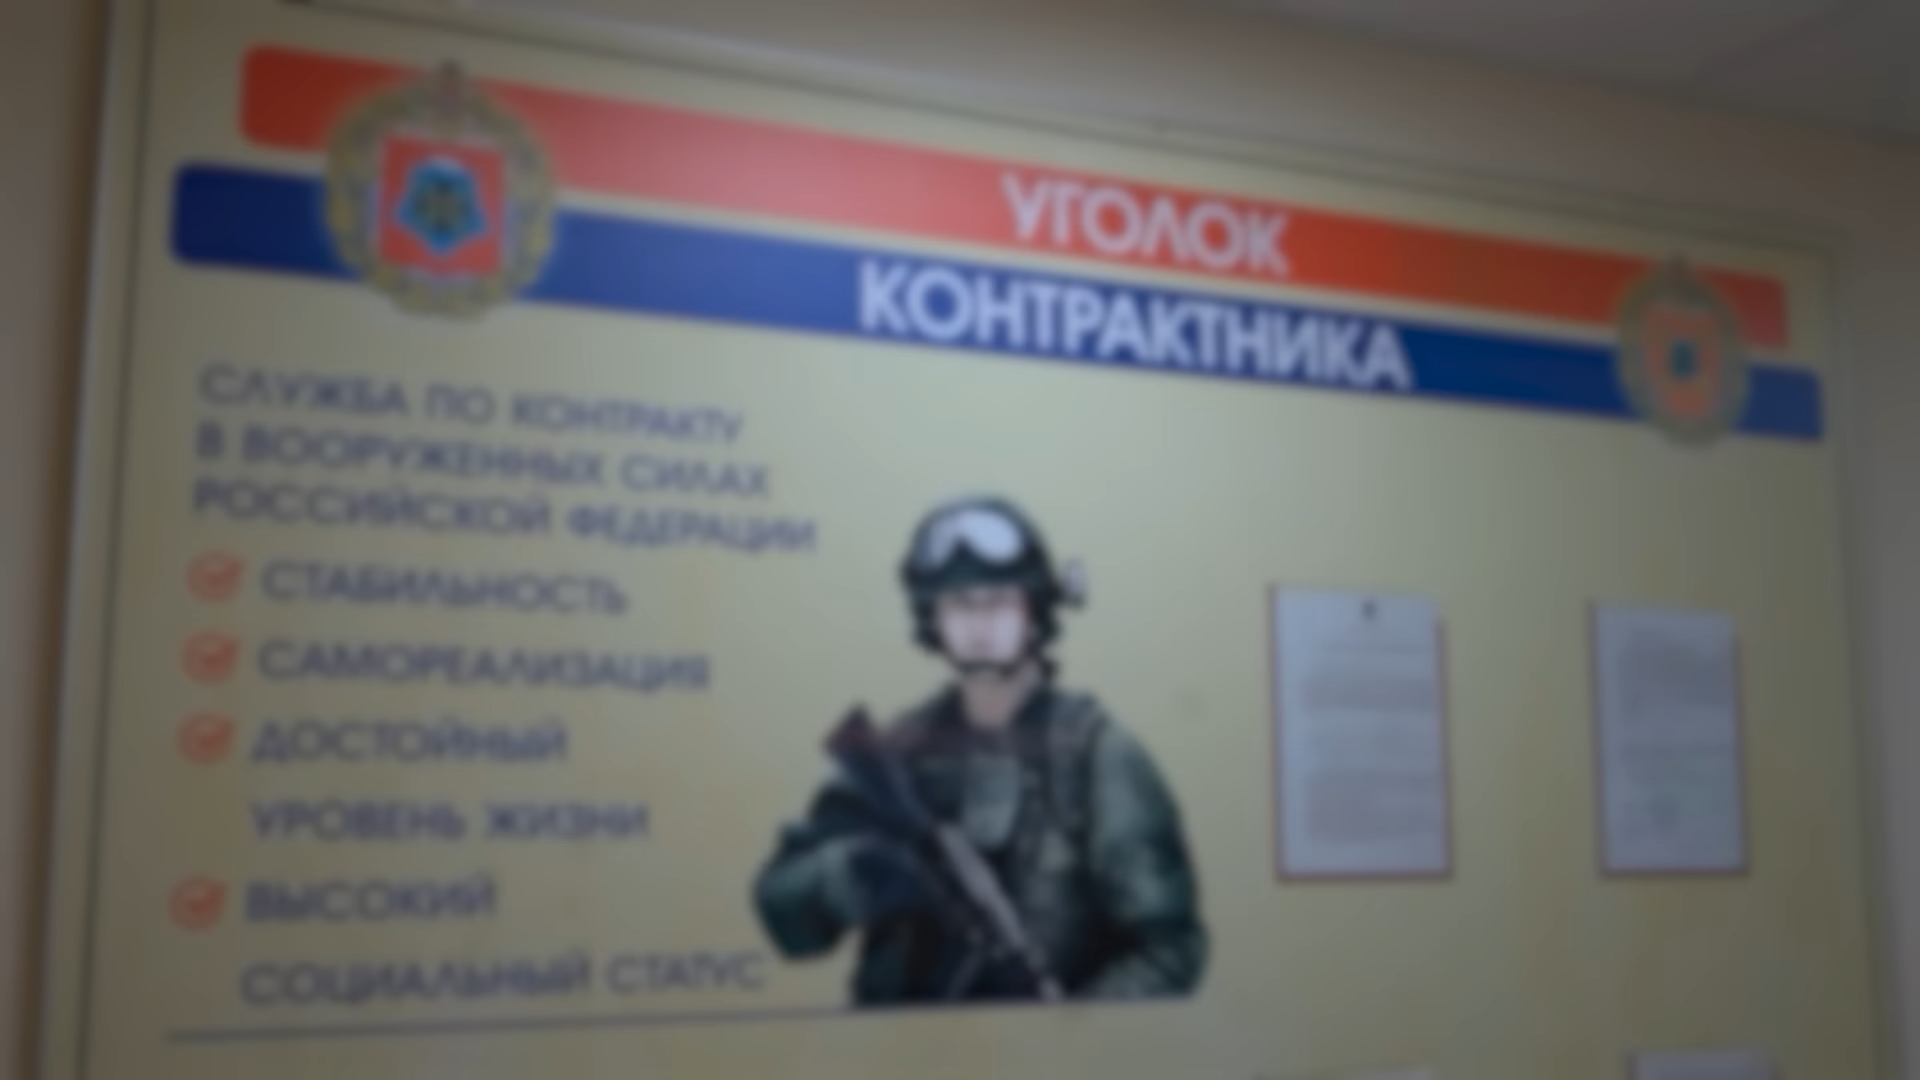 УГОЛОК
КОНТРАКТНИКА
СЛУЖБА ПО КОНТРАКТУ
В ВООРУЖЕННЫХ СИЛАХ
РОССИЙСКОЙ ФЕДЕРАЦИИ
СТАБИЛЬНОСТЬ
САМОРЕАЛИЗАЦИЯ
ДОСТОЙНЫЙ
УРОВЕНЬ ЖИЗНИ
ВЫСОКИЙ
СОЦИАЛЬНЫЙ СТАТУС